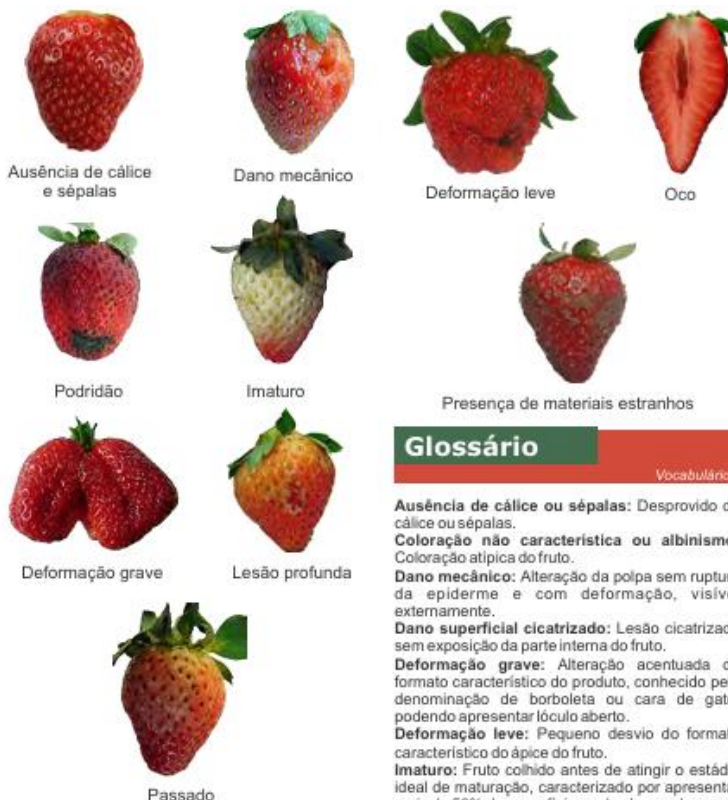 Ausência de cálice
e sépalas
Dano mecânico
Deformação leve
Oco
Podridão
Imaturo
Presença de materiais estranhos
Deformação grave
Lesão profunda
Passado
Glossário
Vocabulári
Ausência de cálice ou sépalas: Desprovido
cálice ou sépalas.
Coloração não característica ou albinism
Coloração atípica do fruto.
Dano mecânico: Alteração da polpa sem ruptur
da epiderme e com deformação, visív
externamente.
Dano superficial cicatrizado: Lesão cicatrizad
sem exposição da parte interna do fruto.
Deformação grave: Alteração acentuada
formato característico do produto, conhecido pe
denominação de borboleta ou cara de gat
podendo apresentar lóculo aberto.
Deformação leve: Pequeno desvio do format
característico do ápice do fruto.
Imaturo: Fruto colhido antes de atingir o estád
ideal de maturação, caracterizado por apresent